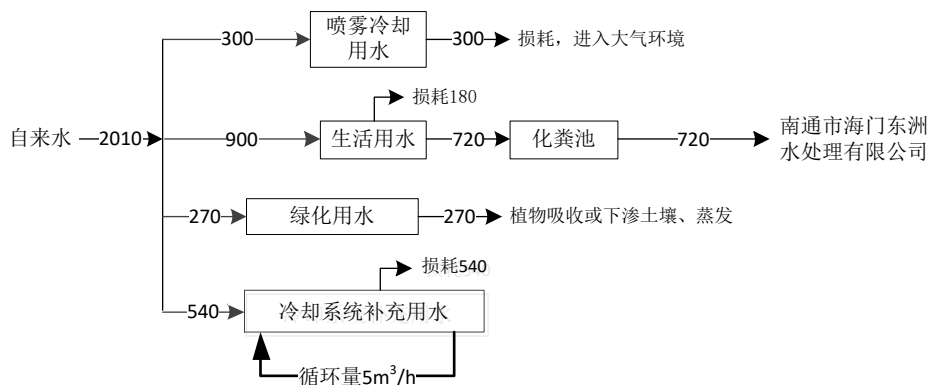 300
喷雾冷却
用水
300
损耗，进入大气环境
损耗180
自来水
2010
900
生活用水
720
化粪池
720
南通市海门东洲
水处理有限公司
270
绿化用水
270
植物吸收或下渗土壤、蒸发
损耗540
540
冷却系统补充用水
循环量5m³/h